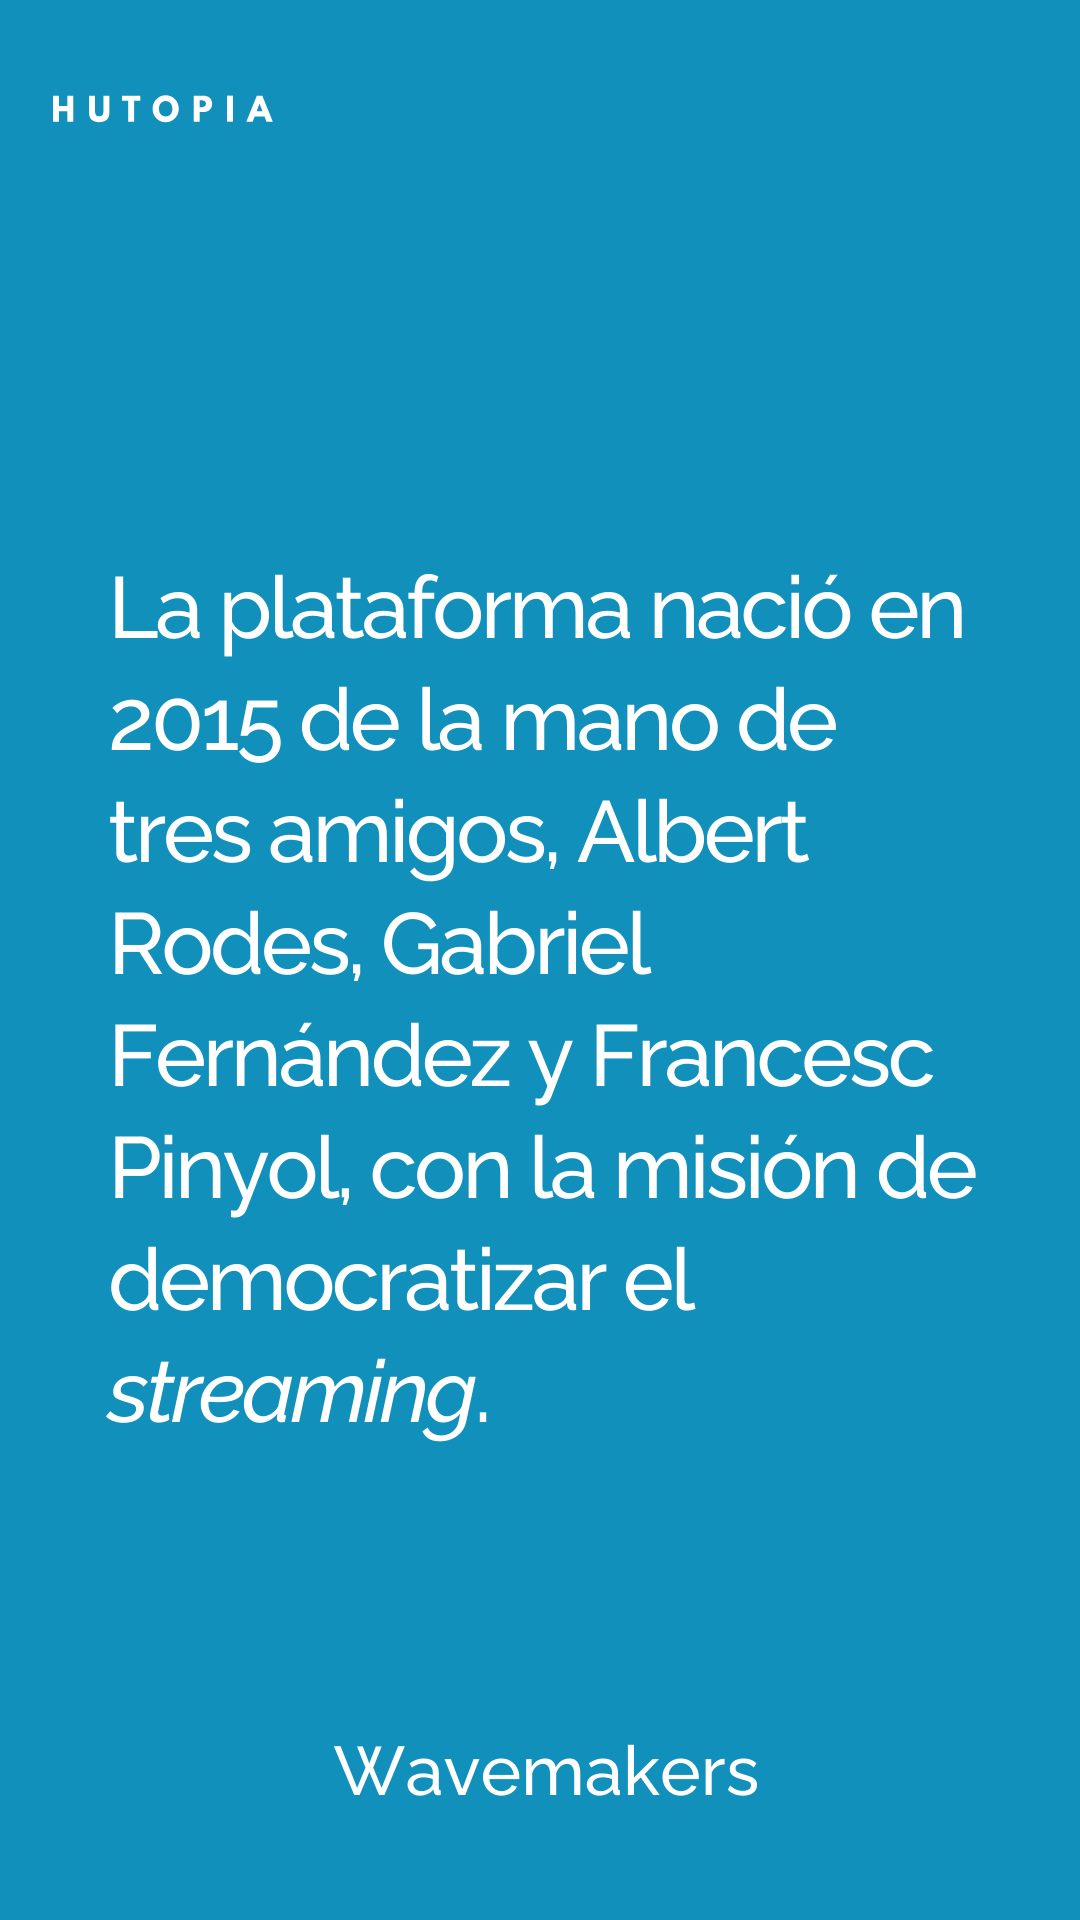 HUTOPIA
La plataforma nació en
2015 de la mano de
tres amigos, Albert
Rodes, Gabriel
Fernández y Francesc
Pinyol, con la misión de
democratizar el
streaming.
Wavemakers